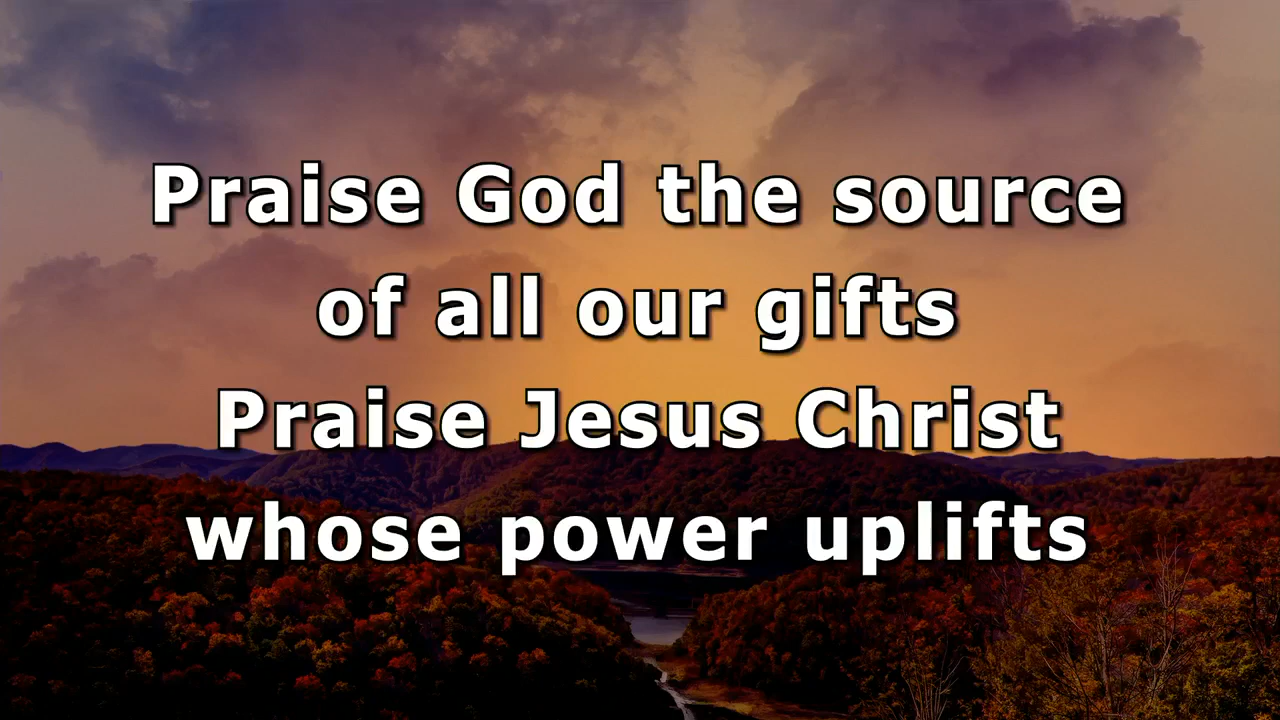 Praise God the source
of all our gifts
Praise Jesus Christ
whose power uplifts